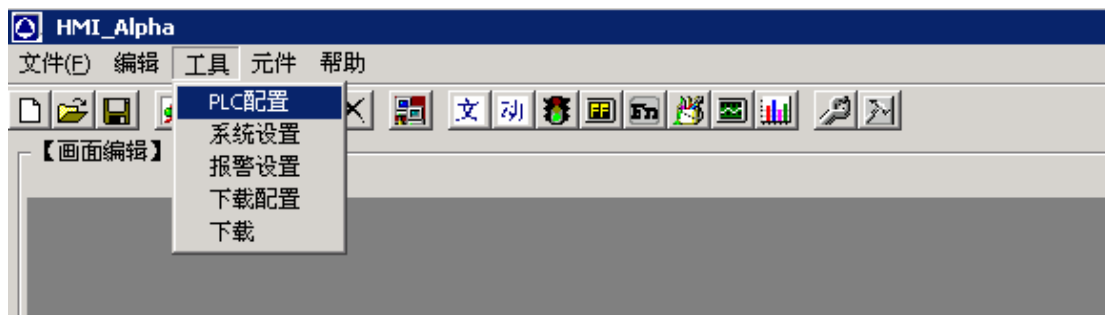 HMI_Alpha
文件(F) 编辑 工具 元件 帮助
PLC配置
文 动 Fn
系统设置
【画面编辑】
报警设置
下载配置
下载